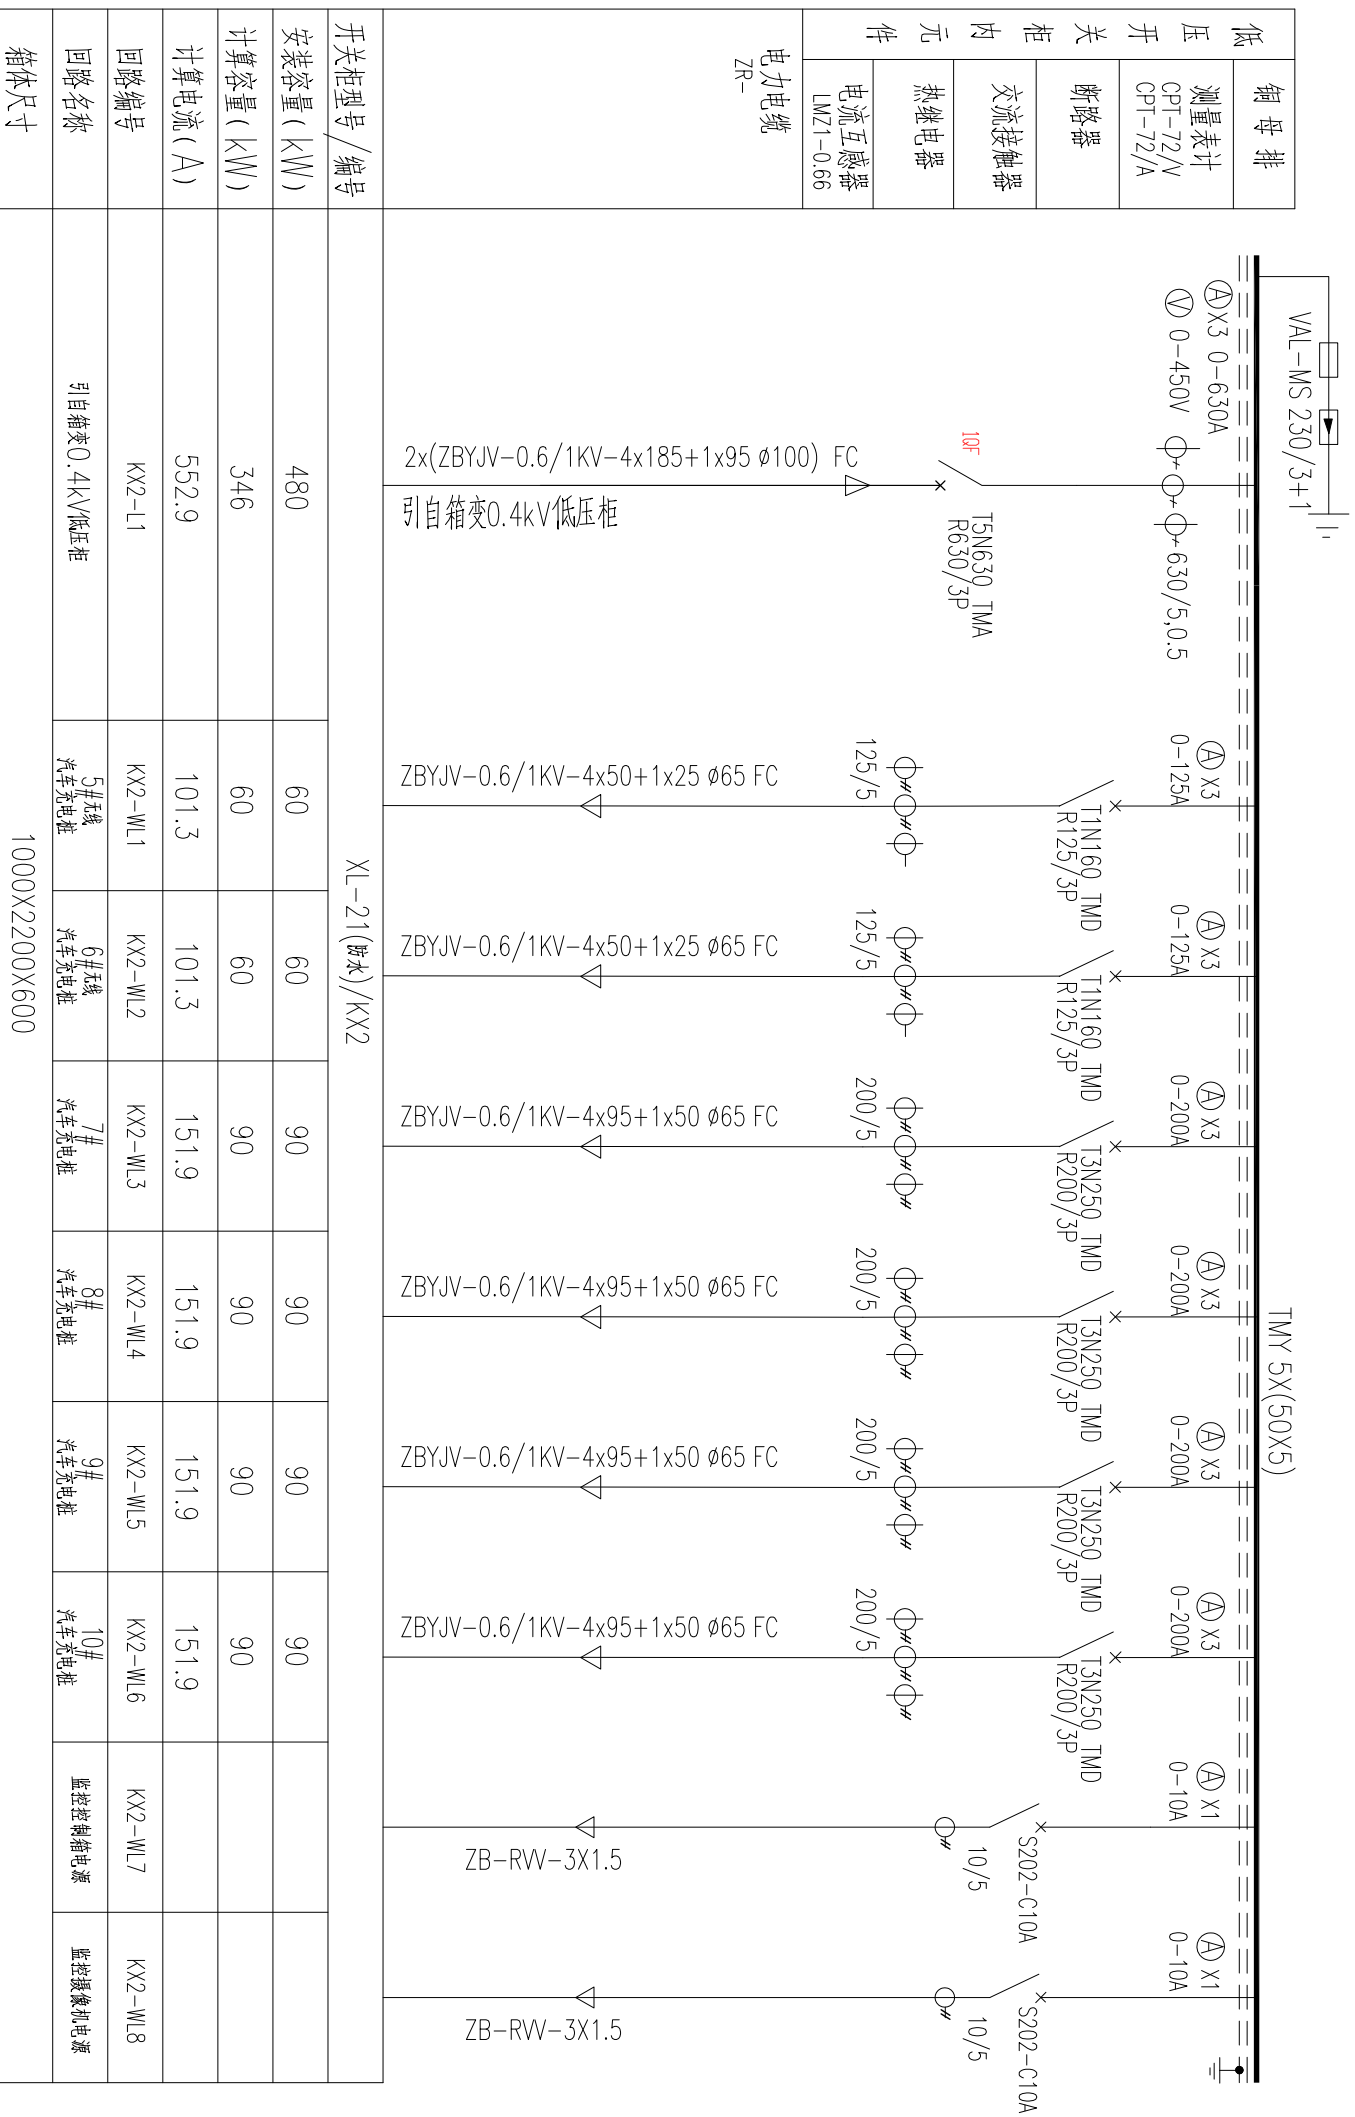 低压开关柜内元件
铜母排
测量表计
CPT-72/V
CPT-72/A
断路器
交流接触器
热继电器
电流互感器
LMZ1-0.66
电力电缆
ZR-
开关柜型号/编号
安装容量(kW)
计算容量(kW)
计算电流(A)
回路编号
回路名称
箱体尺寸
VAL-MS 230/3+1
TMY 5X(50X5)
A X3 0-630A
V 0-450V
630/5,0.5
1QF
T5N630 TMA
R630/3P
2x(ZBYJV-0.6/1KV-4x185+1x95 ø100) FC
引自箱变0.4kV低压柜
480
346
552.9
KX2-L1
引自箱变0.4kV低压柜
A X3
0-125A
T1N160 TMD
R125/3P
125/5
ZBYJV-0.6/1KV-4x50+1x25 ø65 FC
60
60
101.3
KX2-WL1
5#无线
汽车充电桩
A X3
0-125A
T1N160 TMD
R125/3P
125/5
ZBYJV-0.6/1KV-4x50+1x25 ø65 FC
60
60
101.3
KX2-WL2
6#无线
汽车充电桩
A X3
0-200A
T3N250 TMD
R200/3P
200/5
ZBYJV-0.6/1KV-4x95+1x50 ø65 FC
90
90
151.9
KX2-WL3
7#
汽车充电桩
A X3
0-200A
T3N250 TMD
R200/3P
200/5
ZBYJV-0.6/1KV-4x95+1x50 ø65 FC
90
90
151.9
KX2-WL4
8#
汽车充电桩
A X3
0-200A
T3N250 TMD
R200/3P
200/5
ZBYJV-0.6/1KV-4x95+1x50 ø65 FC
90
90
151.9
KX2-WL5
9#
汽车充电桩
A X3
0-200A
T3N250 TMD
R200/3P
200/5
ZBYJV-0.6/1KV-4x95+1x50 ø65 FC
90
90
151.9
KX2-WL6
10#
汽车充电桩
A X1
0-10A
S202-C10A
10/5
ZB-RVV-3X1.5
KX2-WL7
监控控制箱电源
A X1
0-10A
S202-C10A
10/5
ZB-RVV-3X1.5
KX2-WL8
监控摄像机电源
XL-21(防水)/KX2
1000X2200X600